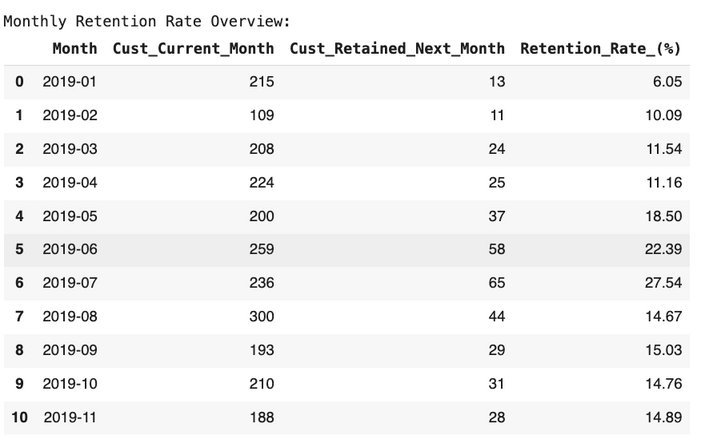 Monthly Retention Rate Overview:
Month Cust_Current_Month Cust_Retained_Next_Month Retention_Rate_(%)
0 2019-01 215 13 6.05
1 2019-02 109 11 10.09
2 2019-03 208 24 11.54
3 2019-04 224 25 11.16
4 2019-05 200 37 18.50
5 2019-06 259 58 22.39
6 2019-07 236 65 27.54
7 2019-08 300 44 14.67
8 2019-09 193 29 15.03
9 2019-10 210 31 14.76
10 2019-11 188 28 14.89